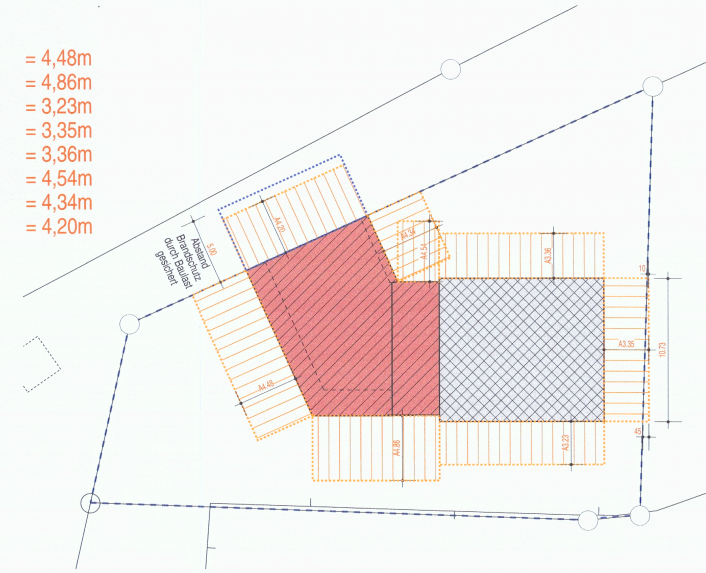 = 4,48m
= 4,86m
= 3,23m
= 3,35m
= 3,36m
= 4,54m
= 4,34m
= 4,20m
A4.20
5.00
Abstand
Brandschutz
durch Baulast
gesichert
A4.34
A4.54
A3.36
10
A3.35
10.73
A4.48
A4.86
A3.23
45